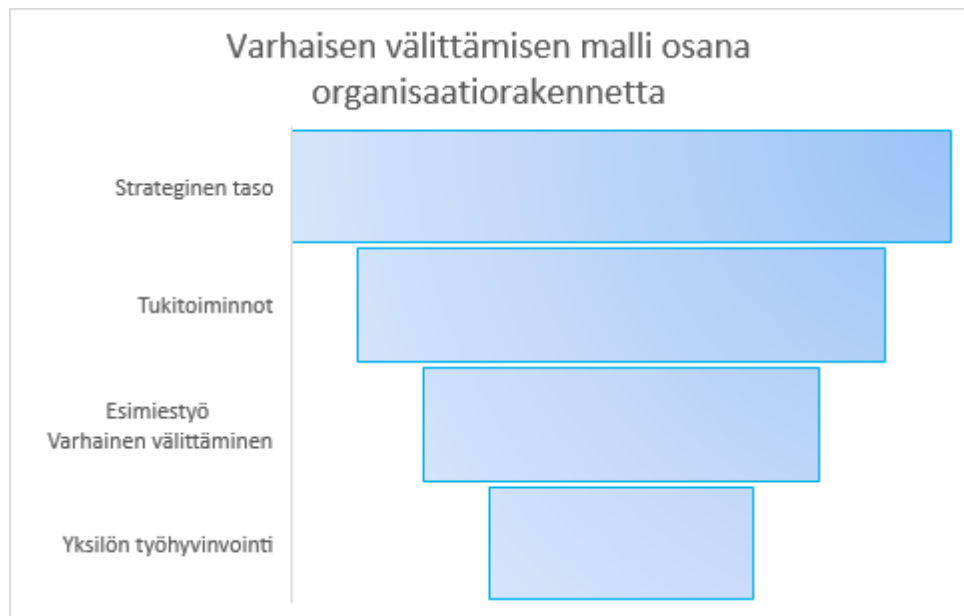 Varhaisen välittämisen malli osana
organisaatiorakennetta
Strateginen taso
Tukitoiminnot
Esimiestyö
Varhainen välittäminen
Yksilön työhyvinvointi